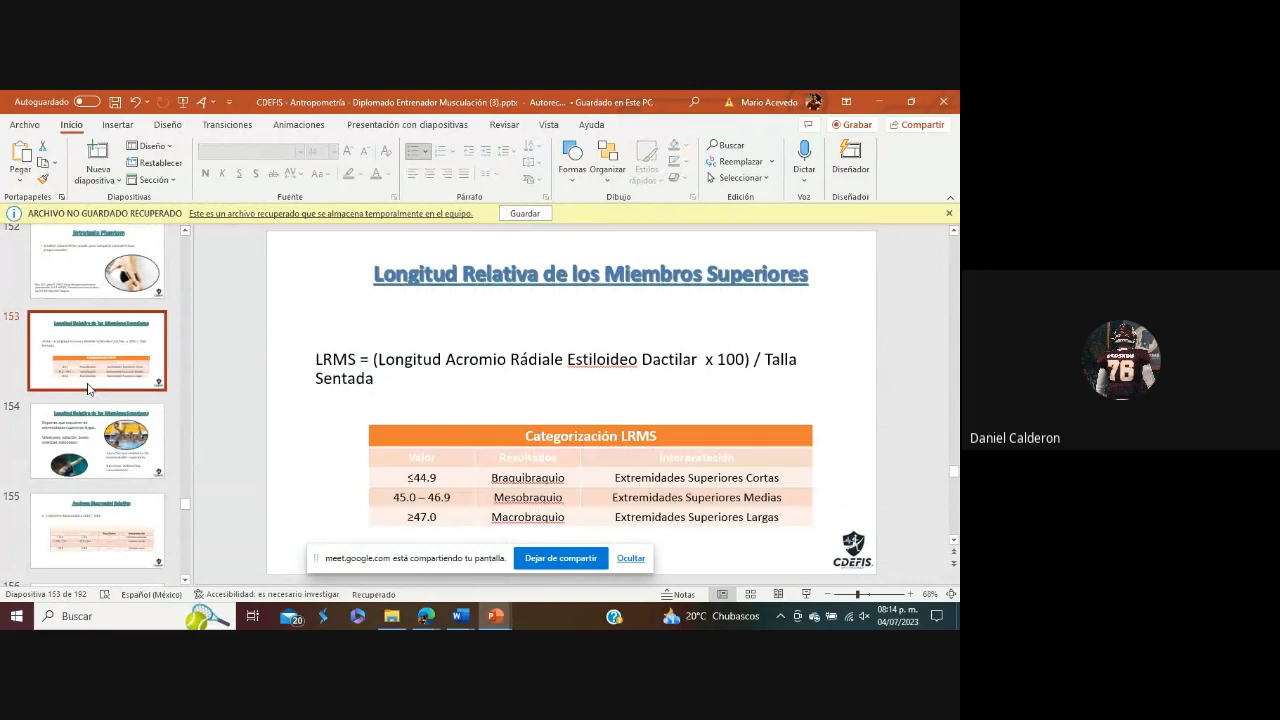 Autoguardado
CDEFIS - Antropometría - Diplomado Entrenador Musculación (3).pptx - Autorec... • Guardado en Este PC
Mario Acevedo
Archivo Inicio Insertar Diseño Transiciones Animaciones Presentación con diapositivas Revisar Vista Ayuda
Grabar
Compartir
Pegar
Nueva diapositiva
Diseño
Restablecer
Sección
Formas
Organizar
Estilos rápidos
Buscar
Reemplazar
Seleccionar
Dictar
Diseñador
Portapapeles
Diapositivas
Fuente
Párrafo
Dibujo
Edición
Voz
Diseñador
ARCHIVO NO GUARDADO RECUPERADO Este es un archivo recuperado que se almacena temporalmente en el equipo. Guardar
152
153
154
155
Longitud Relativa de los Miembros Superiores
LRMS = (Longitud Acromio Radiale Estiloideo Dactilar x 100) / Talla
Sentada
Categorización LRMS
Valor Resultados Interpretación
≤44.9 Braquibraquio Extremidades Superiores Cortas
45.0 – 46.9 Mesobraquio Extremidades Superiores Medias
≥47.0 Macrobraquio Extremidades Superiores Largas
CDEFIS
meet.google.com está compartiendo tu pantalla. Dejar de compartir Ocultar
Diapositiva 153 de 192 Español (México) Accesibilidad: es necesario investigar Recuperado Notas 68%
Buscar
20
20°C Chubascos
08:14 p. m.
04/07/2023
76
Daniel Calderon